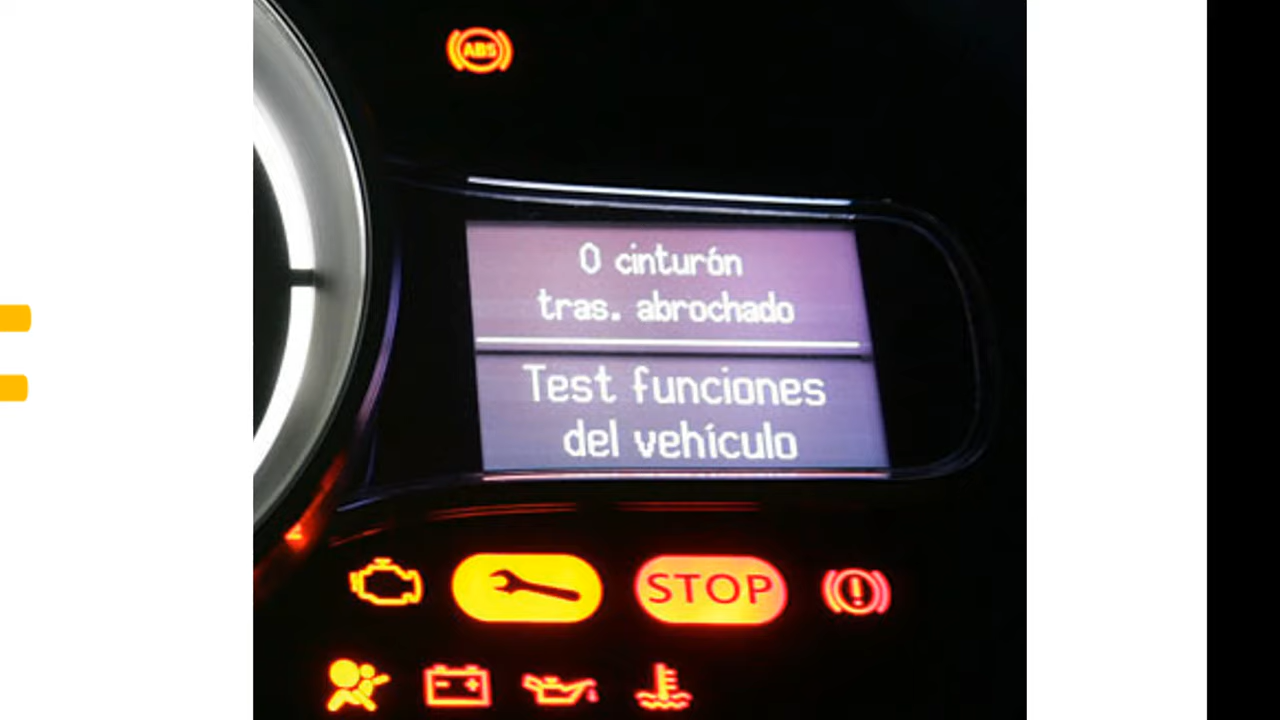 ABS
0 cinturón
tras. abrochado
Test funciones
del vehículo
STOP